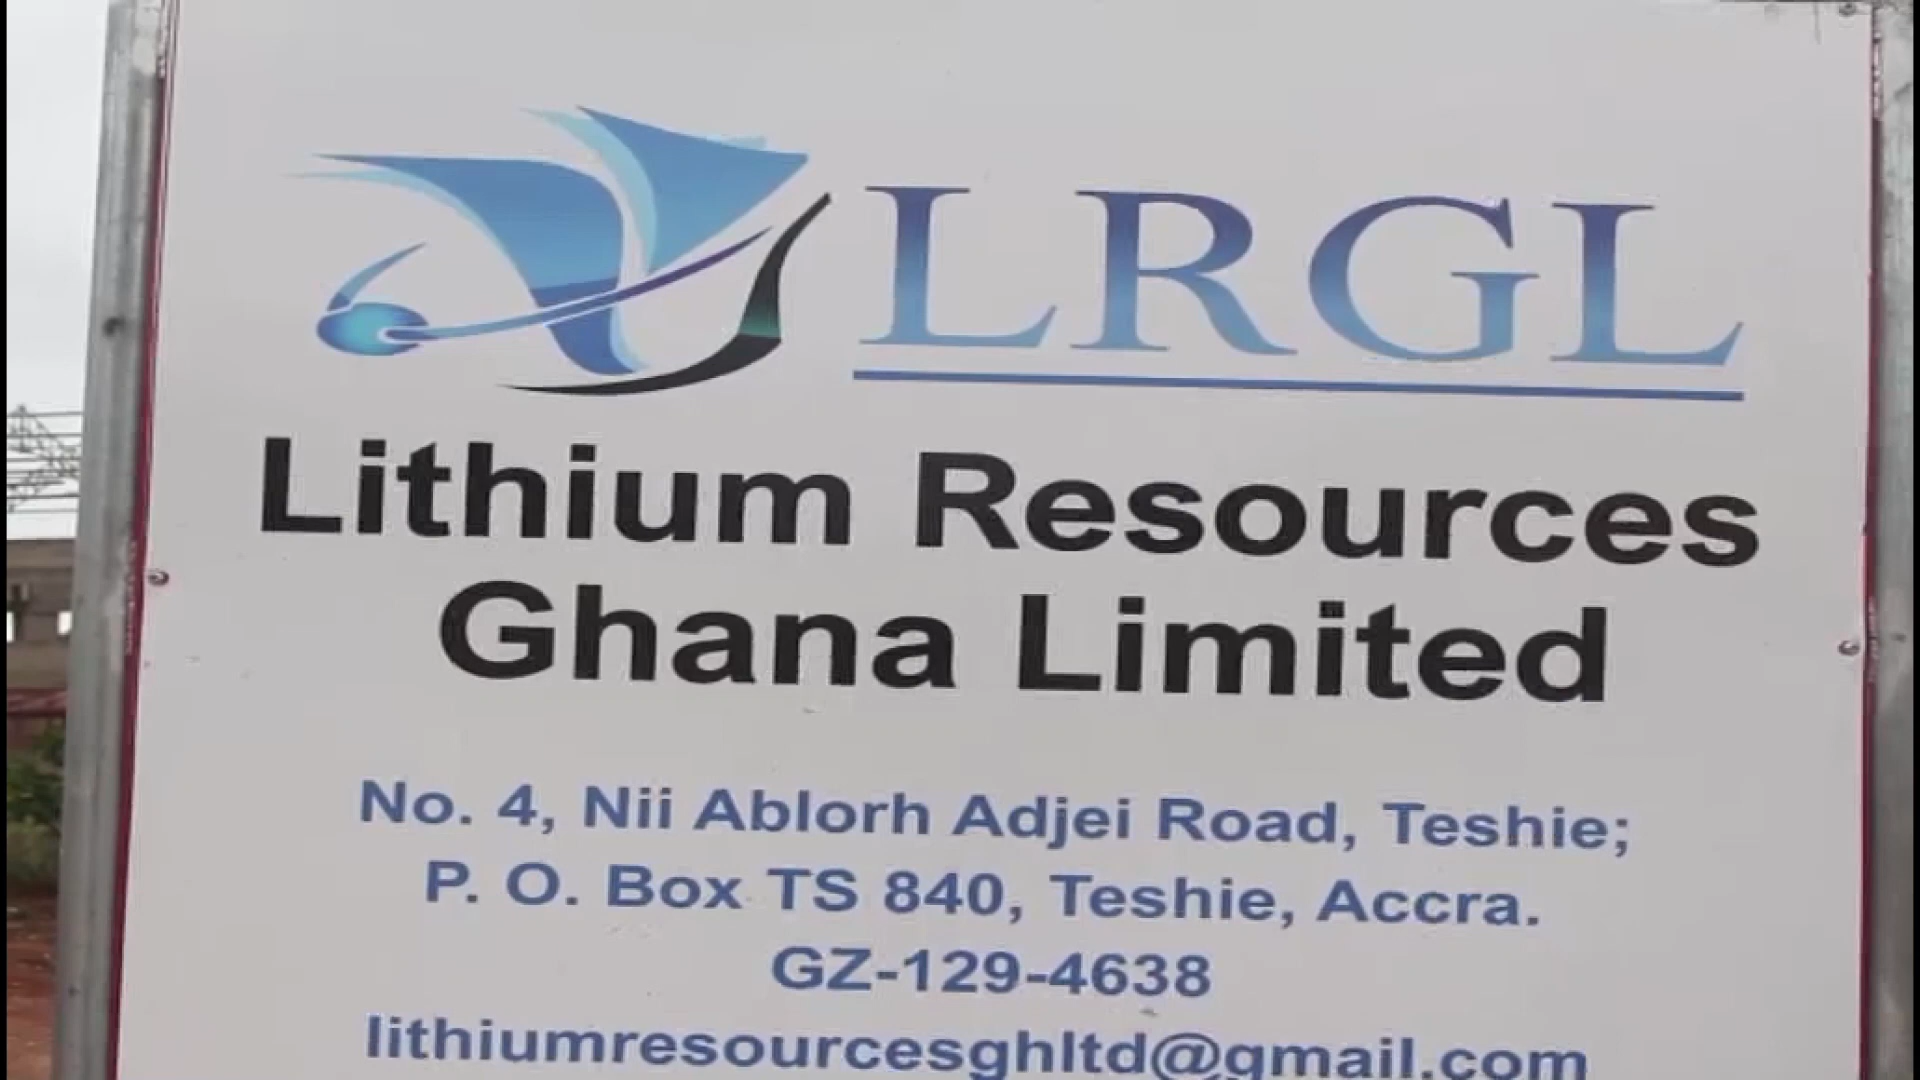 LRGL
Lithium Resources
Ghana Limited
No. 4, Nii Ablorh Adjei Road, Teshie;
P. O. Box TS 840, Teshie, Accra.
GZ-129-4638
lithiumresourcesghltd@gmail.com